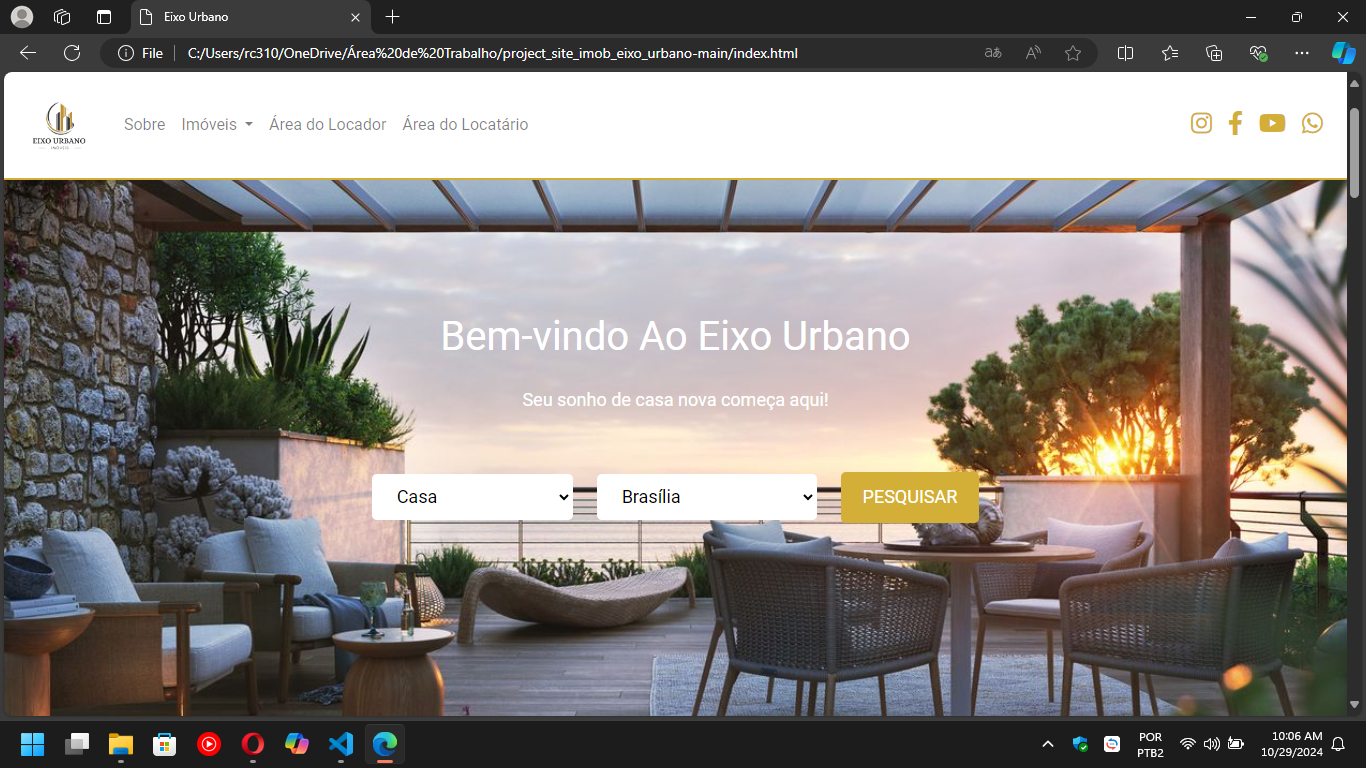 Eixo Urbano
File
C:/Users/rc310/OneDrive/Área%20de%20Trabalho/project_site_imob_eixo_urbano-main/index.html
EIXO URBANO
IMÓVEIS
Sobre Imóveis Área do Locador Área do Locatário
Bem-vindo Ao Eixo Urbano
Seu sonho de casa nova começa aqui!
Casa Brasília PESQUISAR
POR 10:06 AM
PTB2 10/29/2024